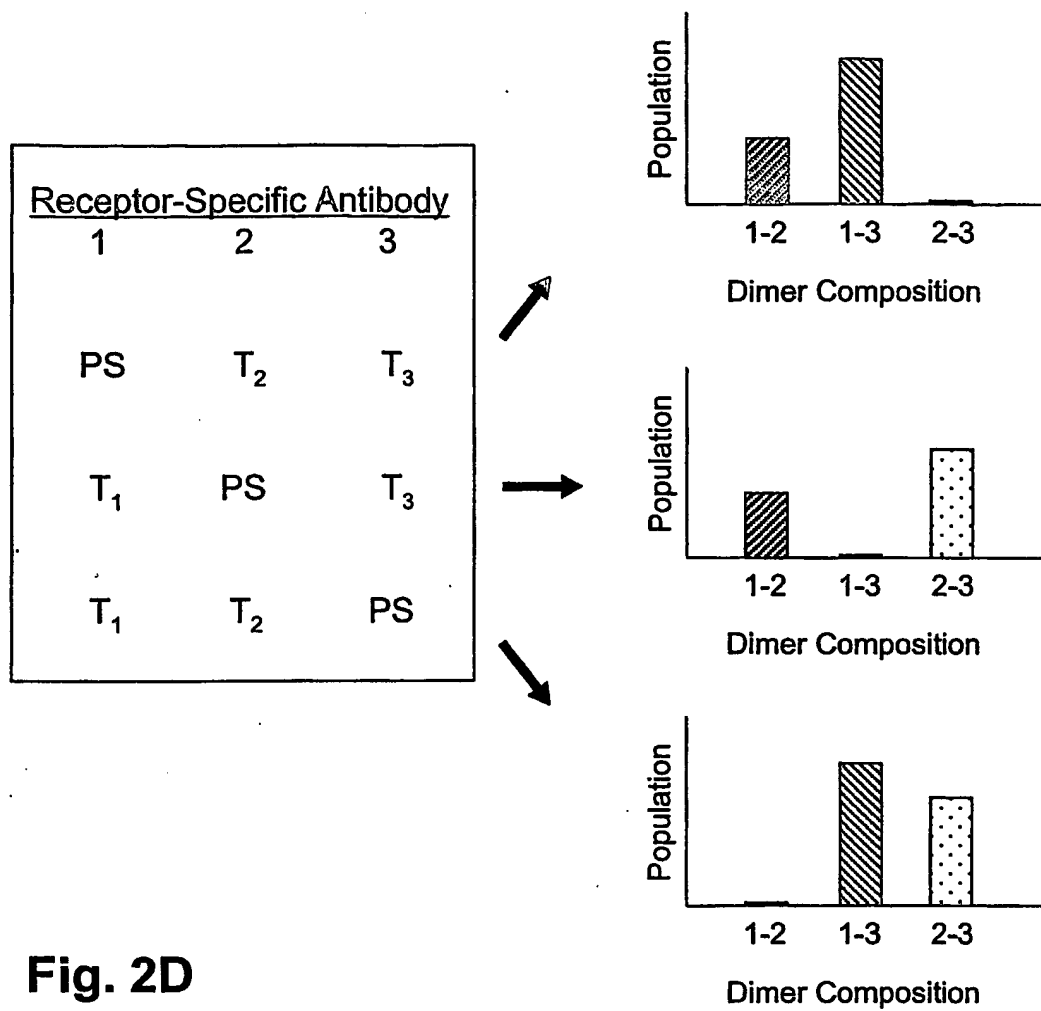 Receptor-Specific Antibody
1 2 3
PS T₂ T₃
T₁ PS T₃
T₁ T₂ PS
Population
1-2 1-3 2-3
Dimer Composition
Population
1-2 1-3 2-3
Dimer Composition
Population
1-2 1-3 2-3
Dimer Composition
Fig. 2D